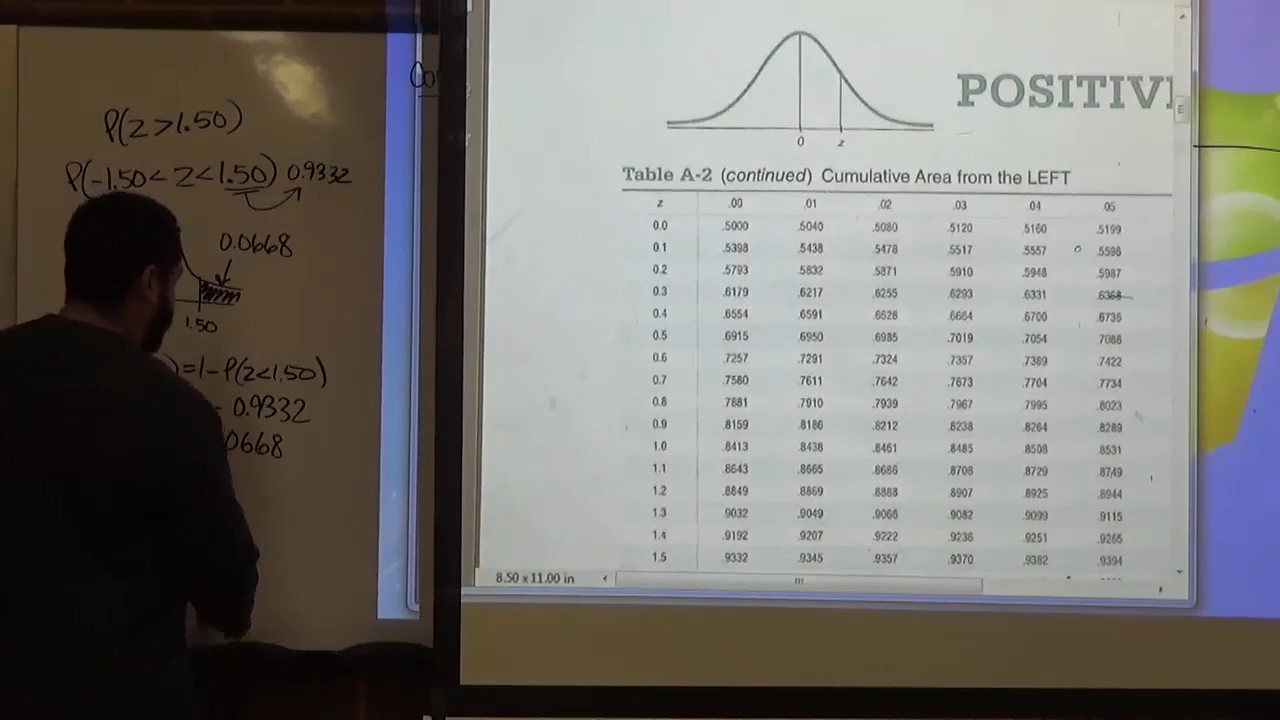 P(z>1.50)
P(-1.50<z<1.50) 0.9332
0.0668
1.50
)=1-P(z<1.50)
0.9332
0668
Co
POSITIV
0 z
Table A-2 (continued) Cumulative Area from the LEFT
z .00 .01 .02 .03 .04 .05
0.0 .5000 .5040 .5080 .5120 .5160 .5199
0.1 .5398 .5438 .5478 .5517 .5557 .5596
0.2 .5793 .5832 .5871 .5910 .5948 .5987
0.3 .6179 .6217 .6255 .6293 .6331 .6368
0.4 .6554 .6591 .6628 .6664 .6700 .6736
0.5 .6915 .6950 .6985 .7019 .7054 .7088
0.6 .7257 .7291 .7324 .7357 .7389 .7422
0.7 .7580 .7611 .7642 .7673 .7704 .7734
0.8 .7881 .7910 .7939 .7967 .7995 .8023
0.9 .8159 .8186 .8212 .8238 .8264 .8289
1.0 .8413 .8438 .8461 .8485 .8508 .8531
1.1 .8643 .8665 .8686 .8708 .8729 .8749
1.2 .8849 .8869 .8888 .8907 .8925 .8944
1.3 .9032 .9049 .9066 .9082 .9099 .9115
1.4 .9192 .9207 .9222 .9236 .9251 .9265
1.5 .9332 .9345 .9357 .9370 .9382 .9394
8.50 x 11.00 in